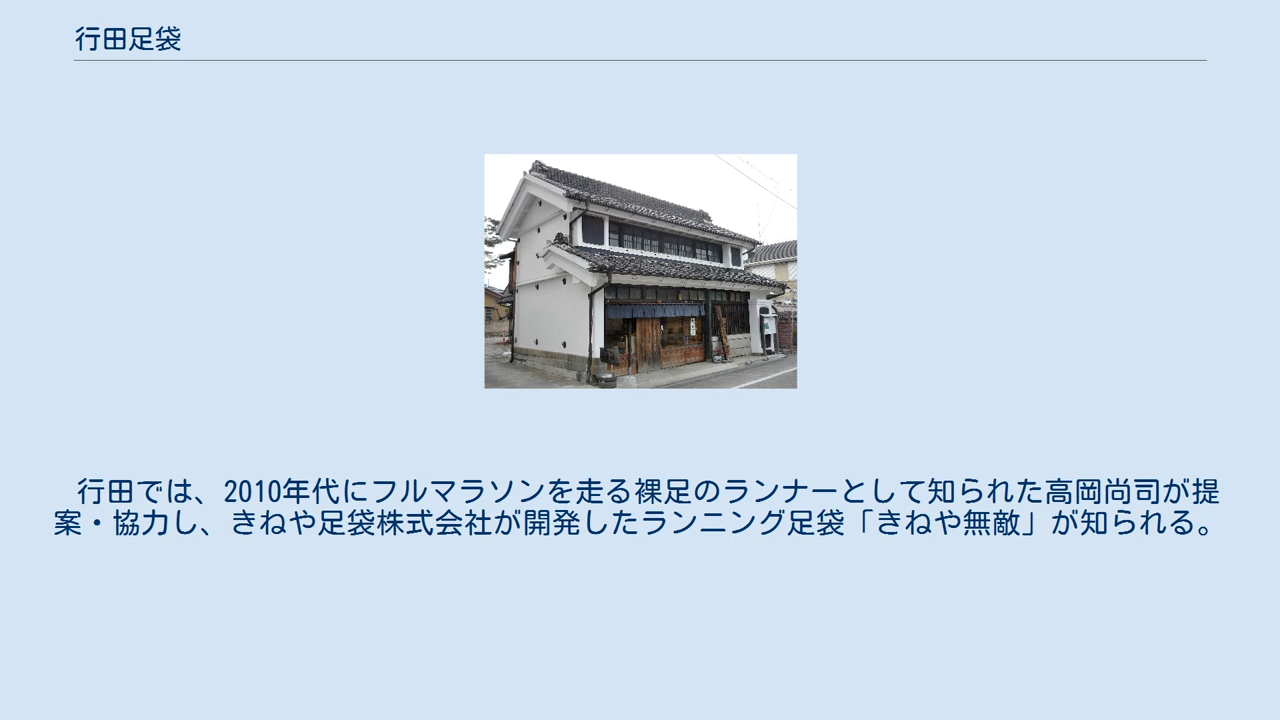 行田足袋
行田では、2010年代にフルマラソンを走る裸足のランナーとして知られた高岡尚司が提
案・協力し、きねや足袋株式会社が開発したランニング足袋「きねや無敵」が知られる。